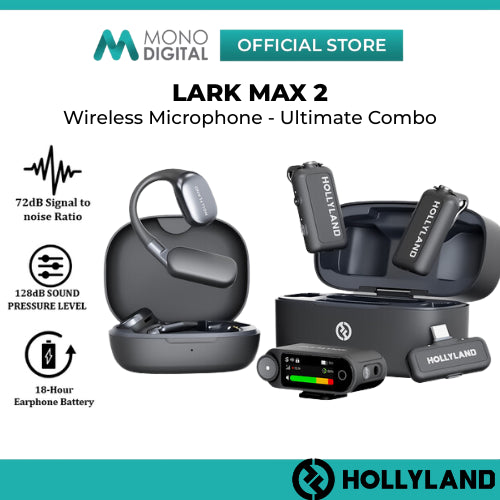 MONO
DIGITAL
OFFICIAL STORE
LARK MAX 2
Wireless Microphone - Ultimate Combo
72dB Signal to
noise Ratio
128dB SOUND
PRESSURE LEVEL
18-Hour
Earphone Battery
HOLLYLAND
HOLLYLAND
HOLLYLAND
HOLLYLAND
HOLLYLAND